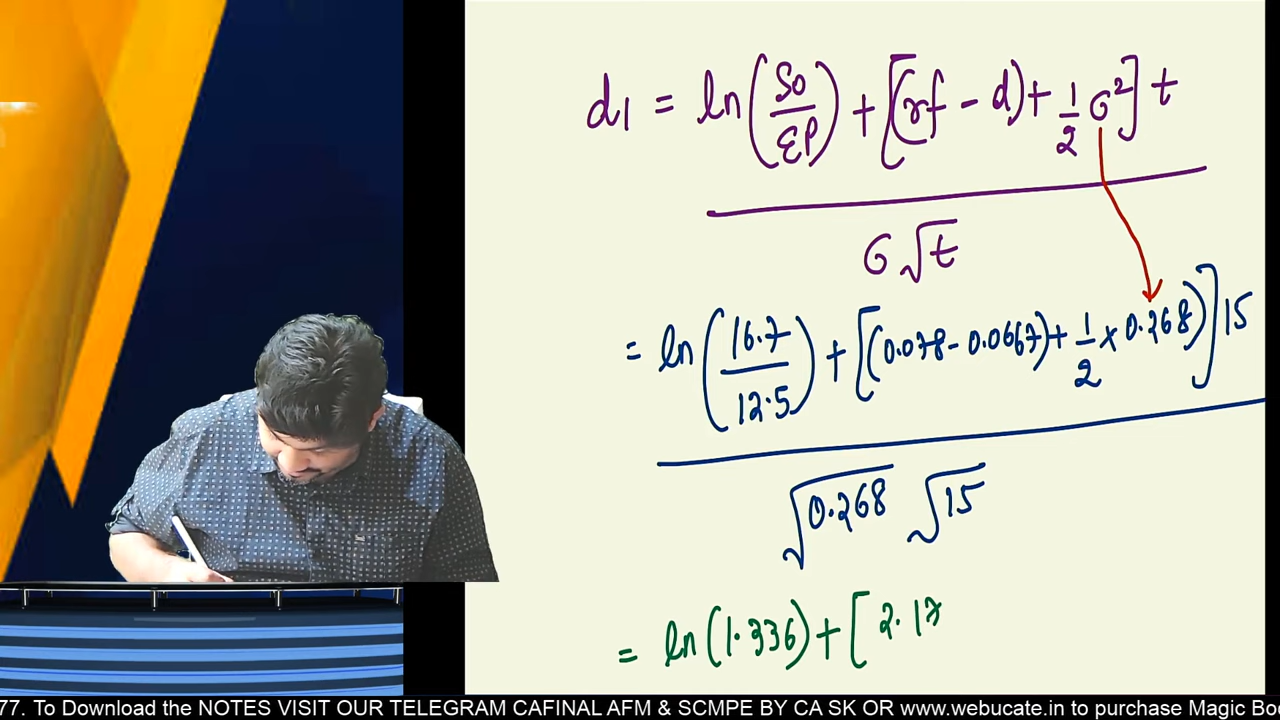 d1 = ln(So/EP) + [(rf - d) + 1/2 σ²] t
σ√t
= ln(16.7/12.5) + [(0.078 - 0.0667) + 1/2 × 0.268)] 15
√0.268 √15
= ln(1.336) + [2.17
77. To Download the NOTES VISIT OUR TELEGRAM CAFINAL AFM & SCMPE BY CA SK OR www.webucate.in to purchase Magic Bo